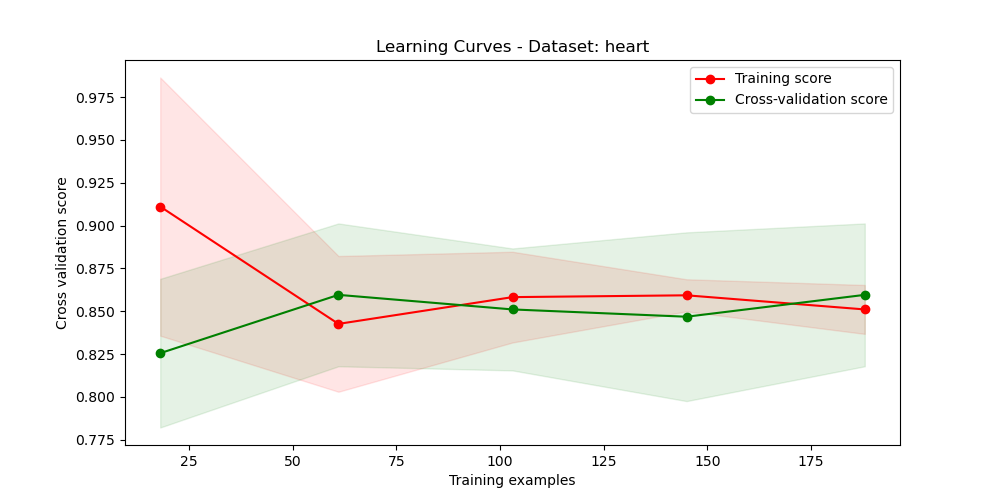 Learning Curves - Dataset: heart
Training score
Cross-validation score
Cross validation score
0.975
0.950
0.925
0.900
0.875
0.850
0.825
0.800
0.775
25 50 75 100 125 150 175
Training examples